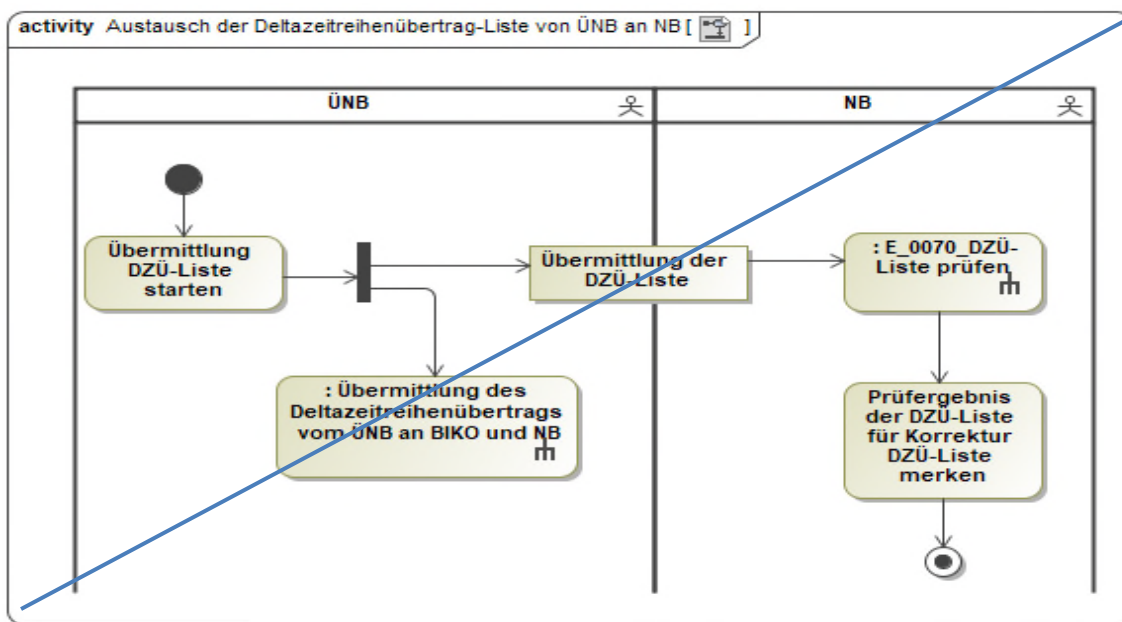 activity Austausch der Deltazeitreihenübertrag-Liste von ÜNB an NB [ ]
ÜNB
NB
Übermittlung
DZÜ-Liste
starten
Übermittlung der
DZÜ-Liste
: E_0070_DZÜ-
Liste prüfen
: Übermittlung des
Deltazeitreihenübertrags
vom ÜNB an BIKO und NB
Prüfergebnis
der DZÜ-Liste
für Korrektur
DZÜ-Liste
merken